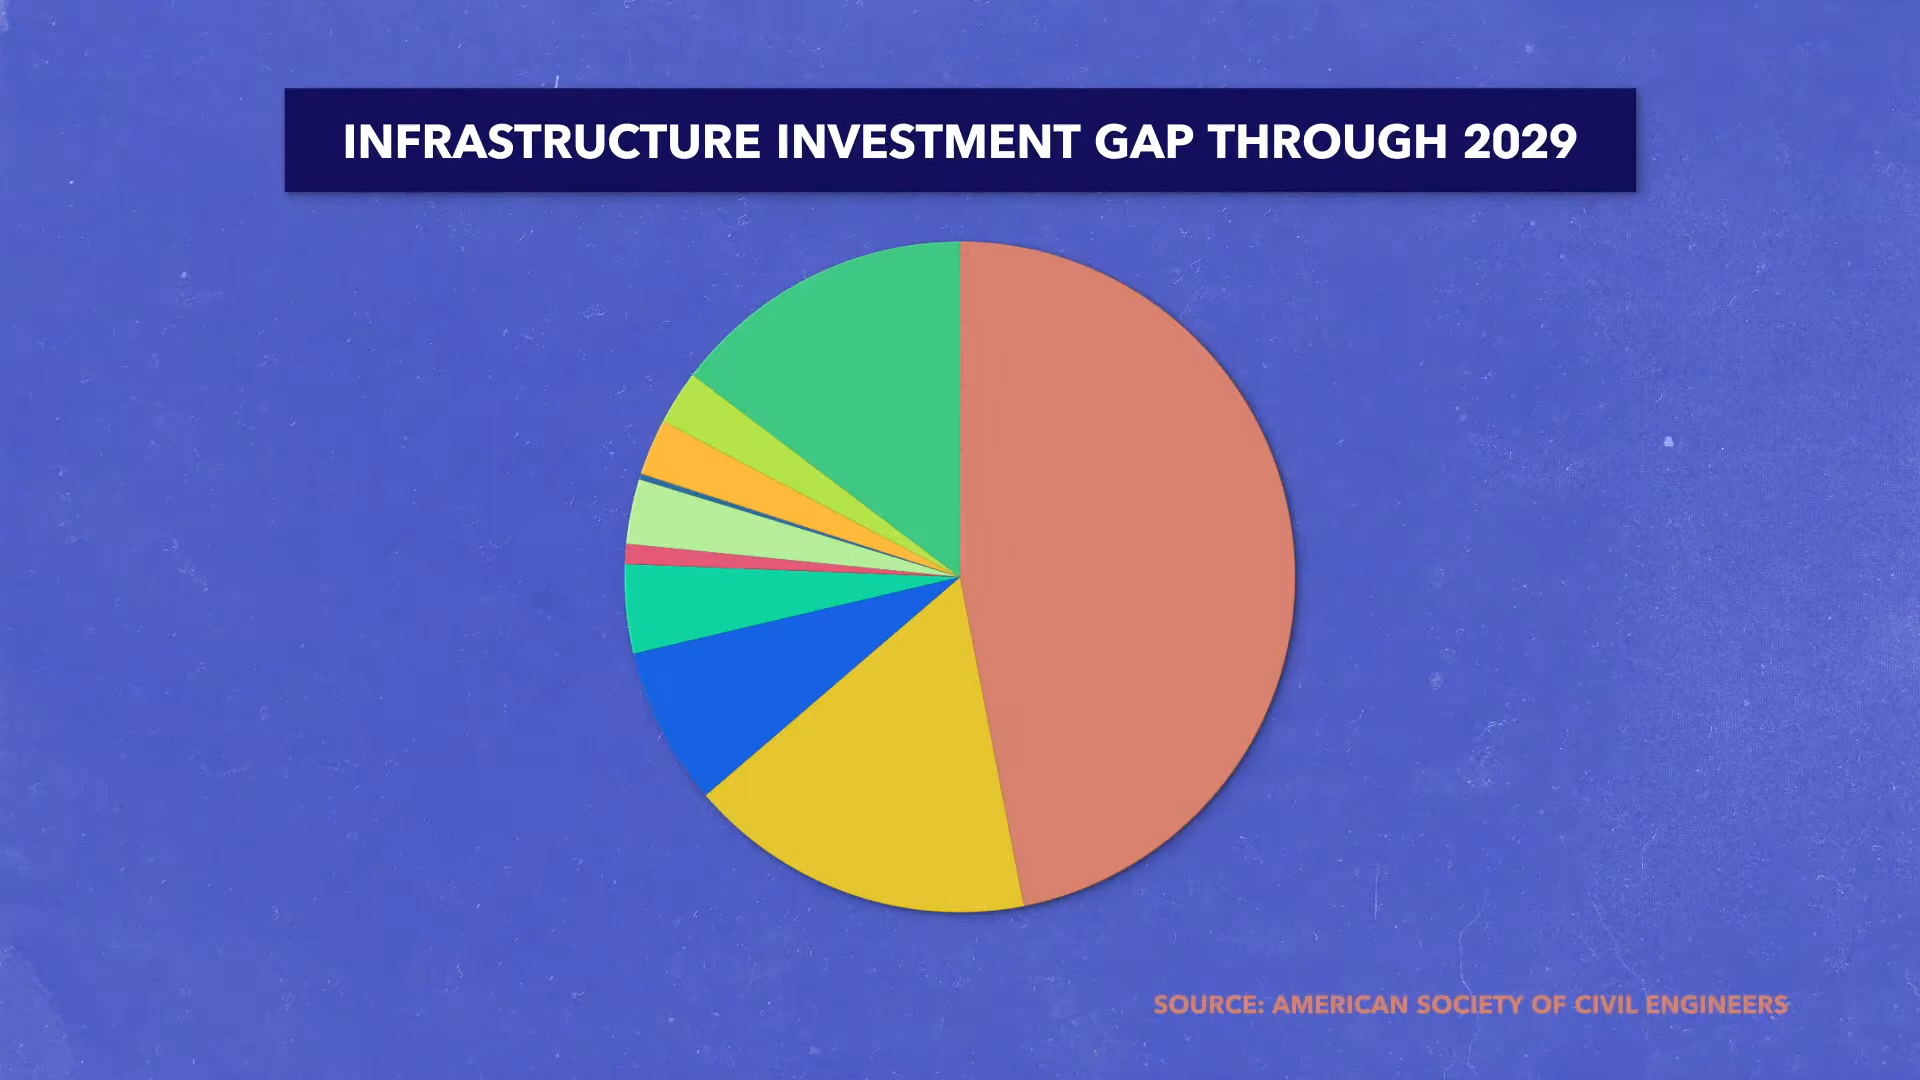 INFRASTRUCTURE INVESTMENT GAP THROUGH 2029
SOURCE: AMERICAN SOCIETY OF CIVIL ENGINEERS